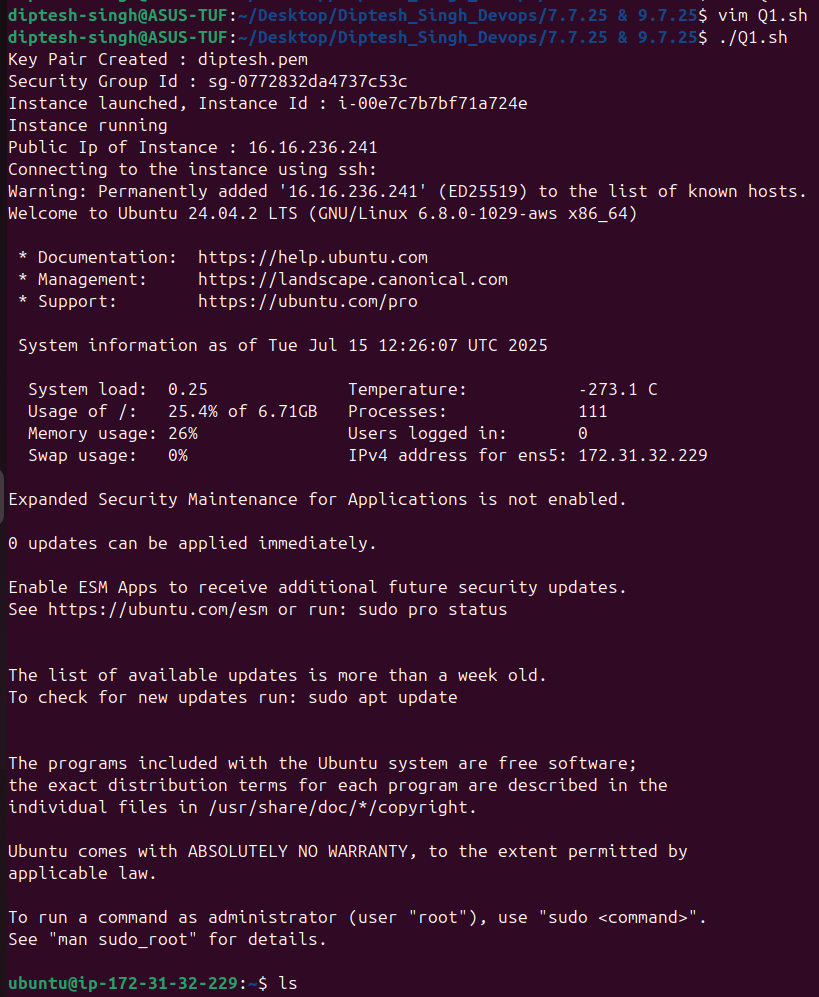 diptesh-singh@ASUS-TUF:~/Desktop/Diptesh_Singh_Devops/7.7.25 & 9.7.25$ vim Q1.sh
diptesh-singh@ASUS-TUF:~/Desktop/Diptesh_Singh_Devops/7.7.25 & 9.7.25$ ./Q1.sh
Key Pair Created : diptesh.pem
Security Group Id : sg-0772832da4737c53c
Instance launched, Instance Id : i-00e7c7b7bf71a724e
Instance running
Public Ip of Instance : 16.16.236.241
Connecting to the instance using ssh:
Warning: Permanently added '16.16.236.241' (ED25519) to the list of known hosts.
Welcome to Ubuntu 24.04.2 LTS (GNU/Linux 6.8.0-1029-aws x86_64)
* Documentation:  https://help.ubuntu.com
* Management:     https://landscape.canonical.com
* Support:        https://ubuntu.com/pro
System information as of Tue Jul 15 12:26:07 UTC 2025
System load:  0.25              Temperature:           -273.1 C
Usage of /:   25.4% of 6.71GB   Processes:             111
Memory usage: 26%               Users logged in:       0
Swap usage:   0%                IPv4 address for ens5: 172.31.32.229
Expanded Security Maintenance for Applications is not enabled.
0 updates can be applied immediately.
Enable ESM Apps to receive additional future security updates.
See https://ubuntu.com/esm or run: sudo pro status
The list of available updates is more than a week old.
To check for new updates run: sudo apt update
The programs included with the Ubuntu system are free software;
the exact distribution terms for each program are described in the
individual files in /usr/share/doc/*/copyright.
Ubuntu comes with ABSOLUTELY NO WARRANTY, to the extent permitted by
applicable law.
To run a command as administrator (user "root"), use "sudo <command>".
See "man sudo_root" for details.
ubuntu@ip-172-31-32-229:~$ ls